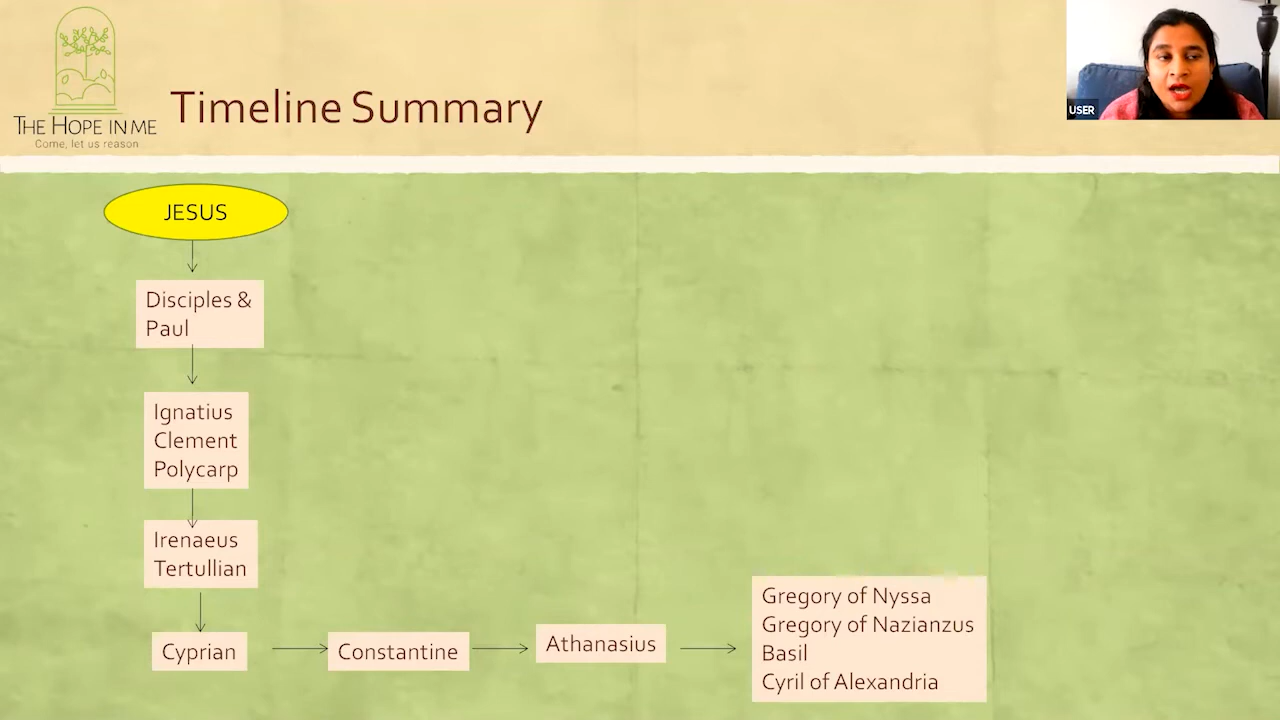 THE HOPE IN ME
Come, let us reason
Timeline Summary
USER
JESUS
Disciples &
Paul
Ignatius
Clement
Polycarp
Irenaeus
Tertullian
Cyprian
Constantine
Athanasius
Gregory of Nyssa
Gregory of Nazianzus
Basil
Cyril of Alexandria